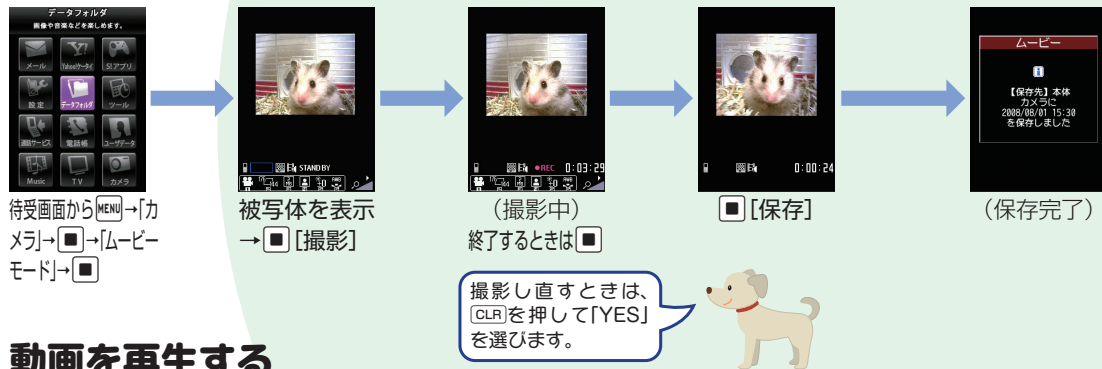 データフォルダ
画像や音楽などを楽しめます。
メール
Yahoo!ケータイ
S!アプリ
設定
データフォルダ
ツール
通信サービス
電話帳
ユーザデータ
Music
TV
カメラ
待受画面からMENU→「カ
メラ」→■→「ムービー
モード」→■
STANDBY
被写体を表示
→■[撮影]
●REC 0:03:29
(撮影中)
終了するときは■
0:00:24
■[保存]
ムービー
【保存先】本体
カメラに
2008/08/01 15:30
を保存しました
(保存完了)
撮影し直すときは、
CLRを押して「YES」
を選びます。
動画を再生する